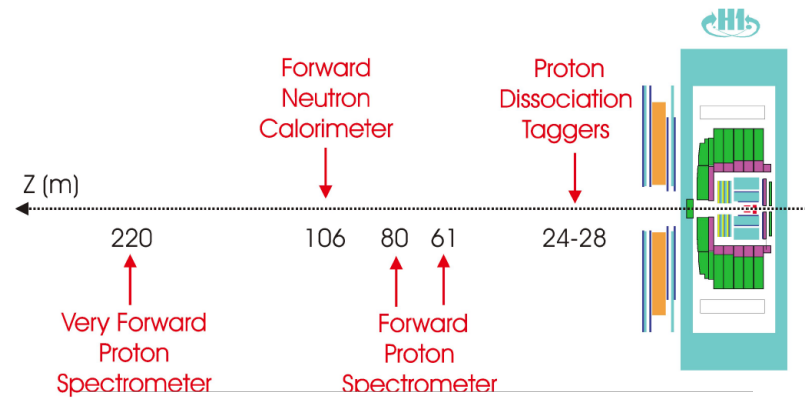 H1
Forward
Neutron
Calorimeter
Proton
Dissociation
Taggers
Z (m)
220
106
80
61
24-28
Very Forward
Proton
Spectrometer
Forward
Proton
Spectrometer